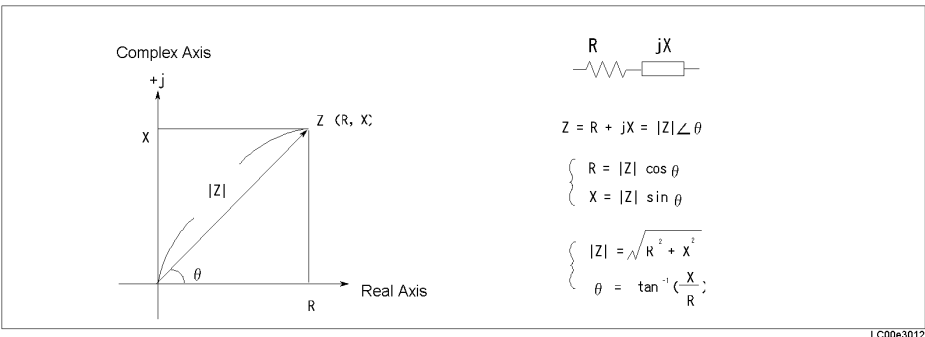 Complex Axis
+j
X
Z (R, X)
|Z|
θ
Real Axis
R
R jX
Z = R + jX = |Z|∠θ
R = |Z| cos θ
X = |Z| sin θ
|Z| = √R² + X²
θ = tan⁻¹ (X/R)
LC00e3012